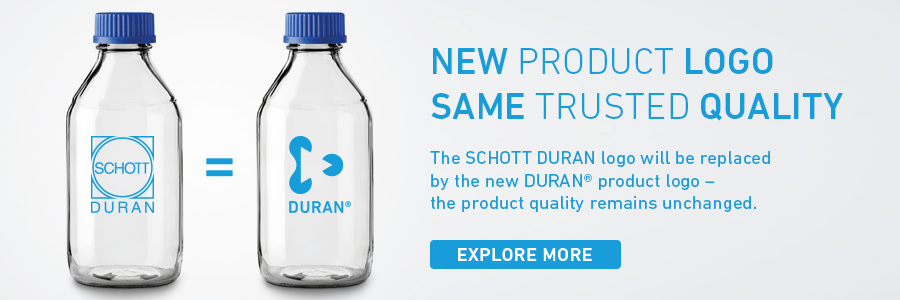 SCHOTT
DURAN
=
DURAN®
NEW PRODUCT LOGO
SAME TRUSTED QUALITY
The SCHOTT DURAN logo will be replaced
by the new DURAN® product logo –
the product quality remains unchanged.
EXPLORE MORE